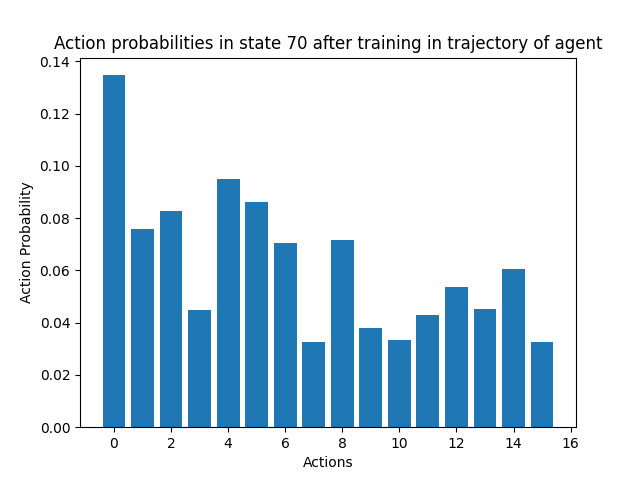 Action probabilities in state 70 after training in trajectory of agent
0.14
0.12
0.10
0.08
0.06
0.04
0.02
0.00
Action Probability
0 2 4 6 8 10 12 14 16
Actions